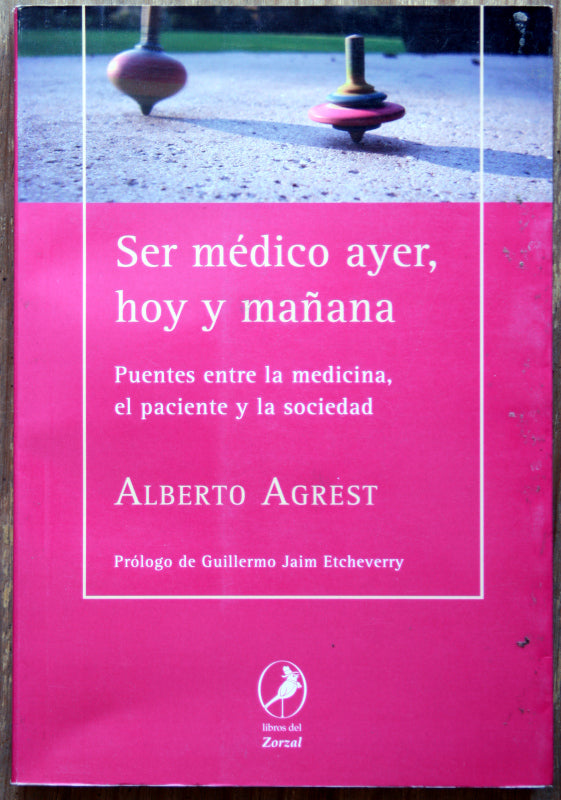 Ser médico ayer,
hoy y mañana
Puentes entre la medicina,
el paciente y la sociedad
ALBERTO AGREST
Prólogo de Guillermo Jaim Etcheverry
libros del
Zorzal